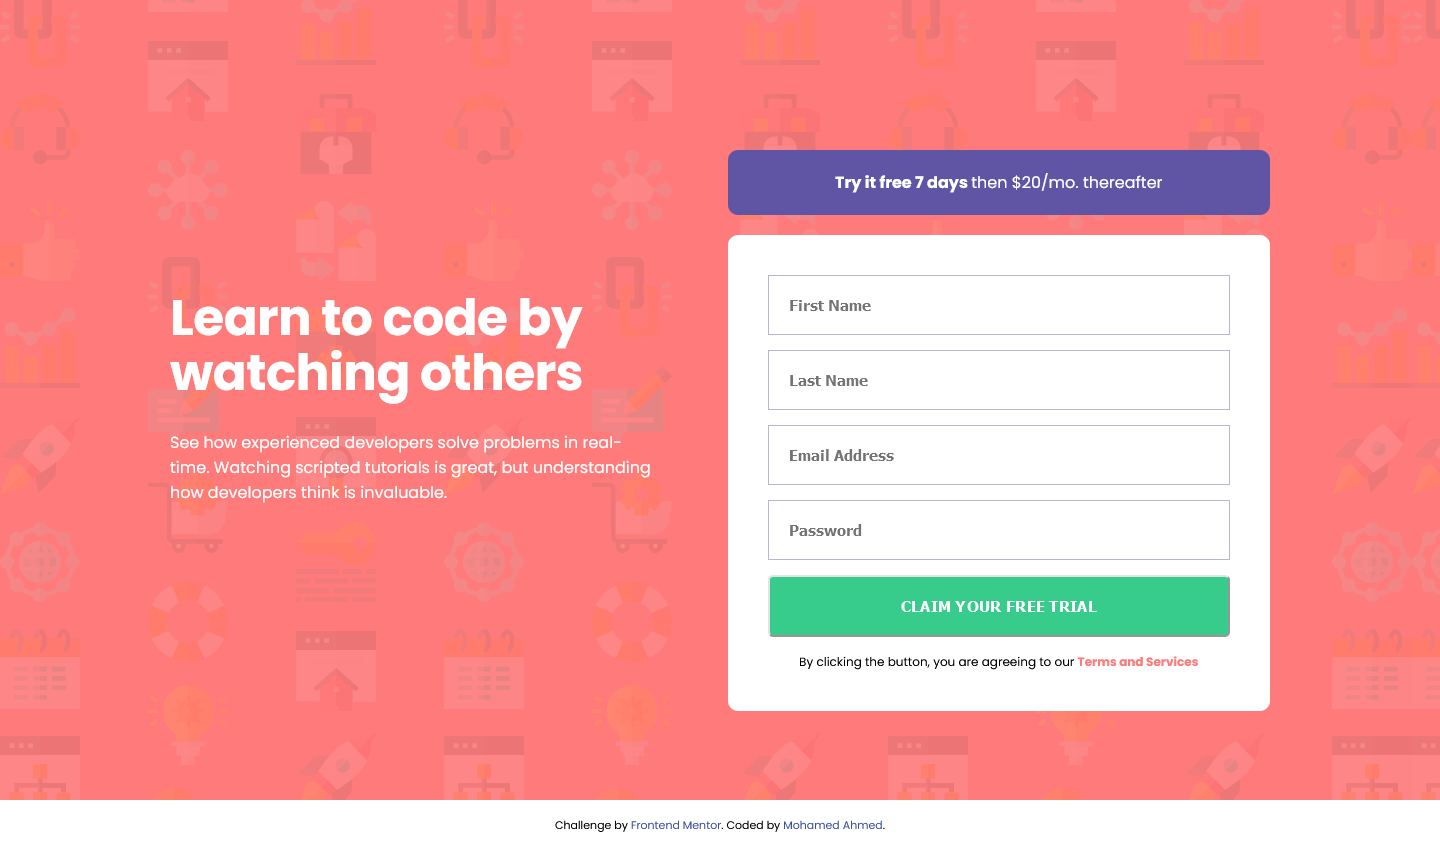 Try it free 7 days then $20/mo. thereafter
Learn to code by
watching others
See how experienced developers solve problems in real-
time. Watching scripted tutorials is great, but understanding
how developers think is invaluable.
First Name
Last Name
Email Address
Password
CLAIM YOUR FREE TRIAL
By clicking the button, you are agreeing to our Terms and Services
Challenge by Frontend Mentor. Coded by Mohamed Ahmed.